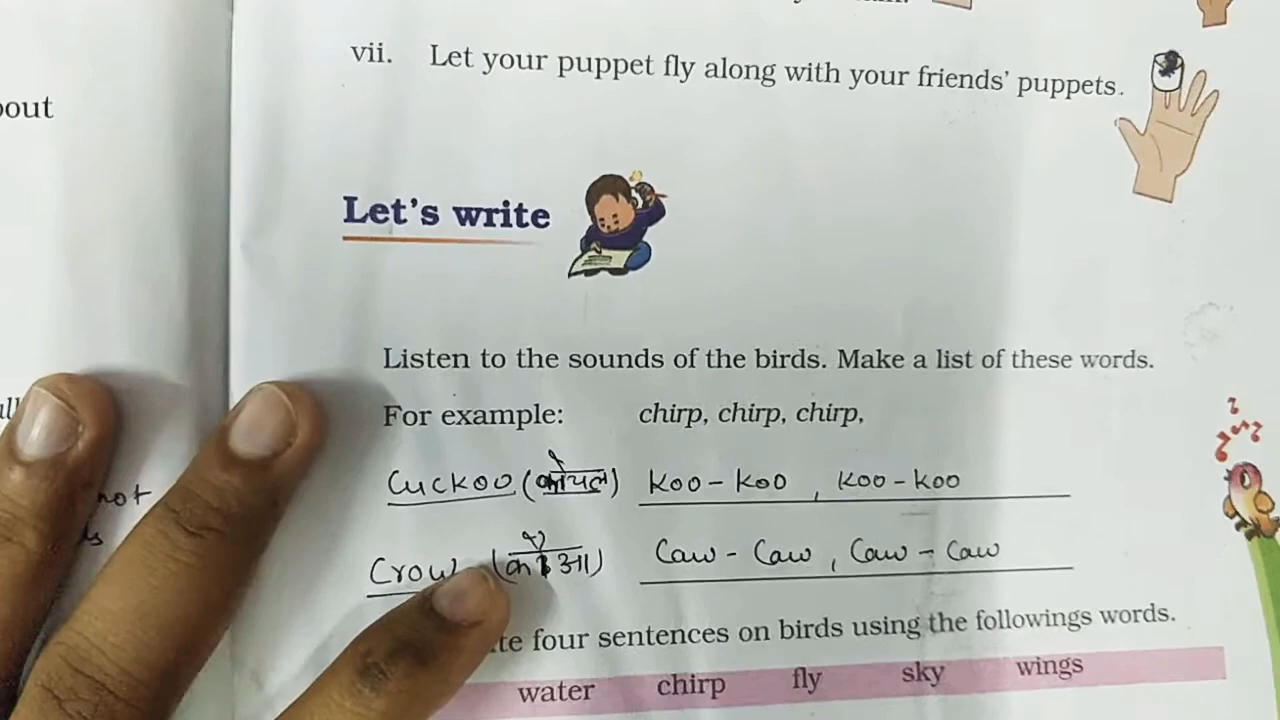 vii. Let your puppet fly along with your friends' puppets.
Let's write
Listen to the sounds of the birds. Make a list of these words.
For example: chirp, chirp, chirp,
Cuckoo (कोयल) Koo - Koo , Koo - Koo
Crow (कौआ) Caw - Caw , Caw - Caw
four sentences on birds using the followings words.
water chirp fly sky wings
not